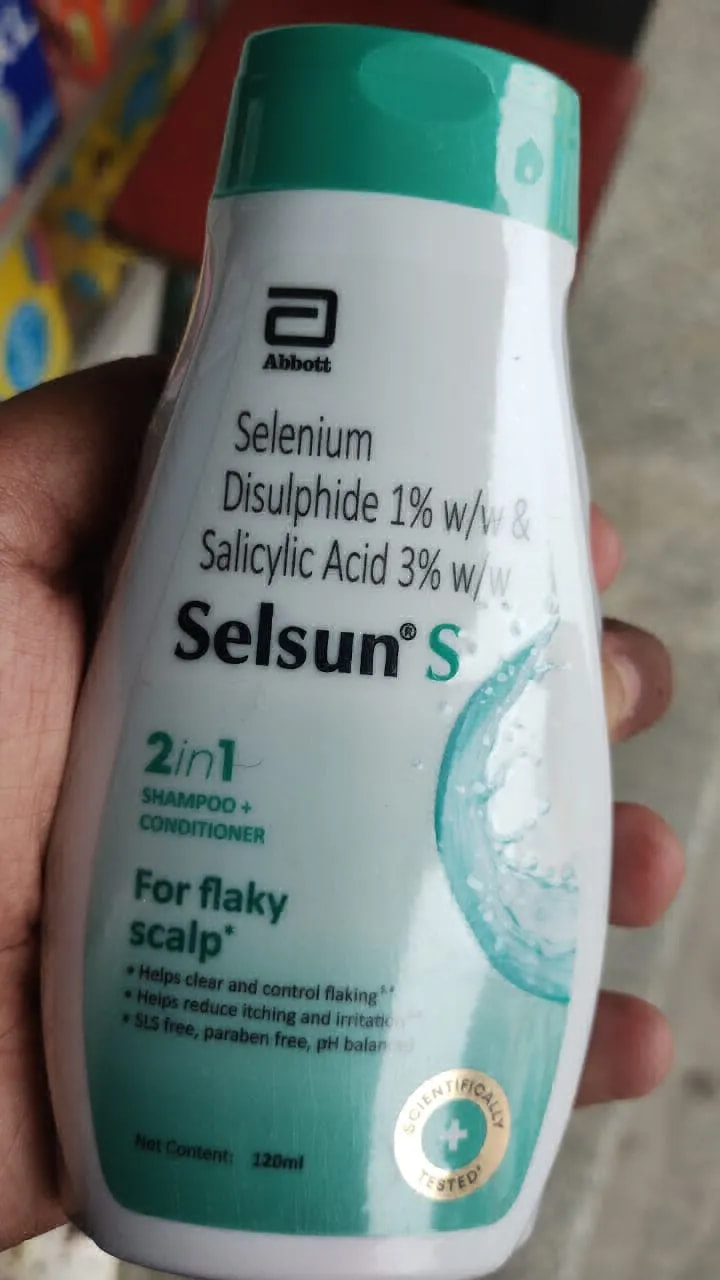 Abbott
Selenium
Disulphide 1% w/w &
Salicylic Acid 3% w/w
Selsun® S
2in1
SHAMPOO +
CONDITIONER
For flaky
scalp*
* Helps clear and control flaking**
* Helps reduce itching and irritation**
* SLS free, paraben free, pH balanced
Net Content: 120ml
SCIENTIFICALLY
TESTED*